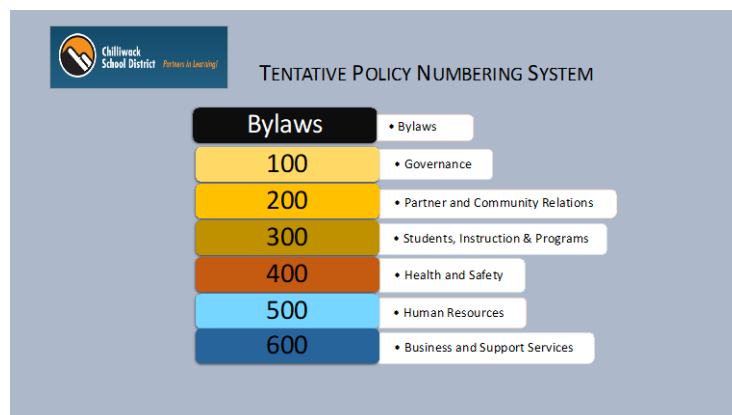 Chilliwack
School District Partners in Learning!
TENTATIVE POLICY NUMBERING SYSTEM
Bylaws • Bylaws
100 • Governance
200 • Partner and Community Relations
300 • Students, Instruction & Programs
400 • Health and Safety
500 • Human Resources
600 • Business and Support Services